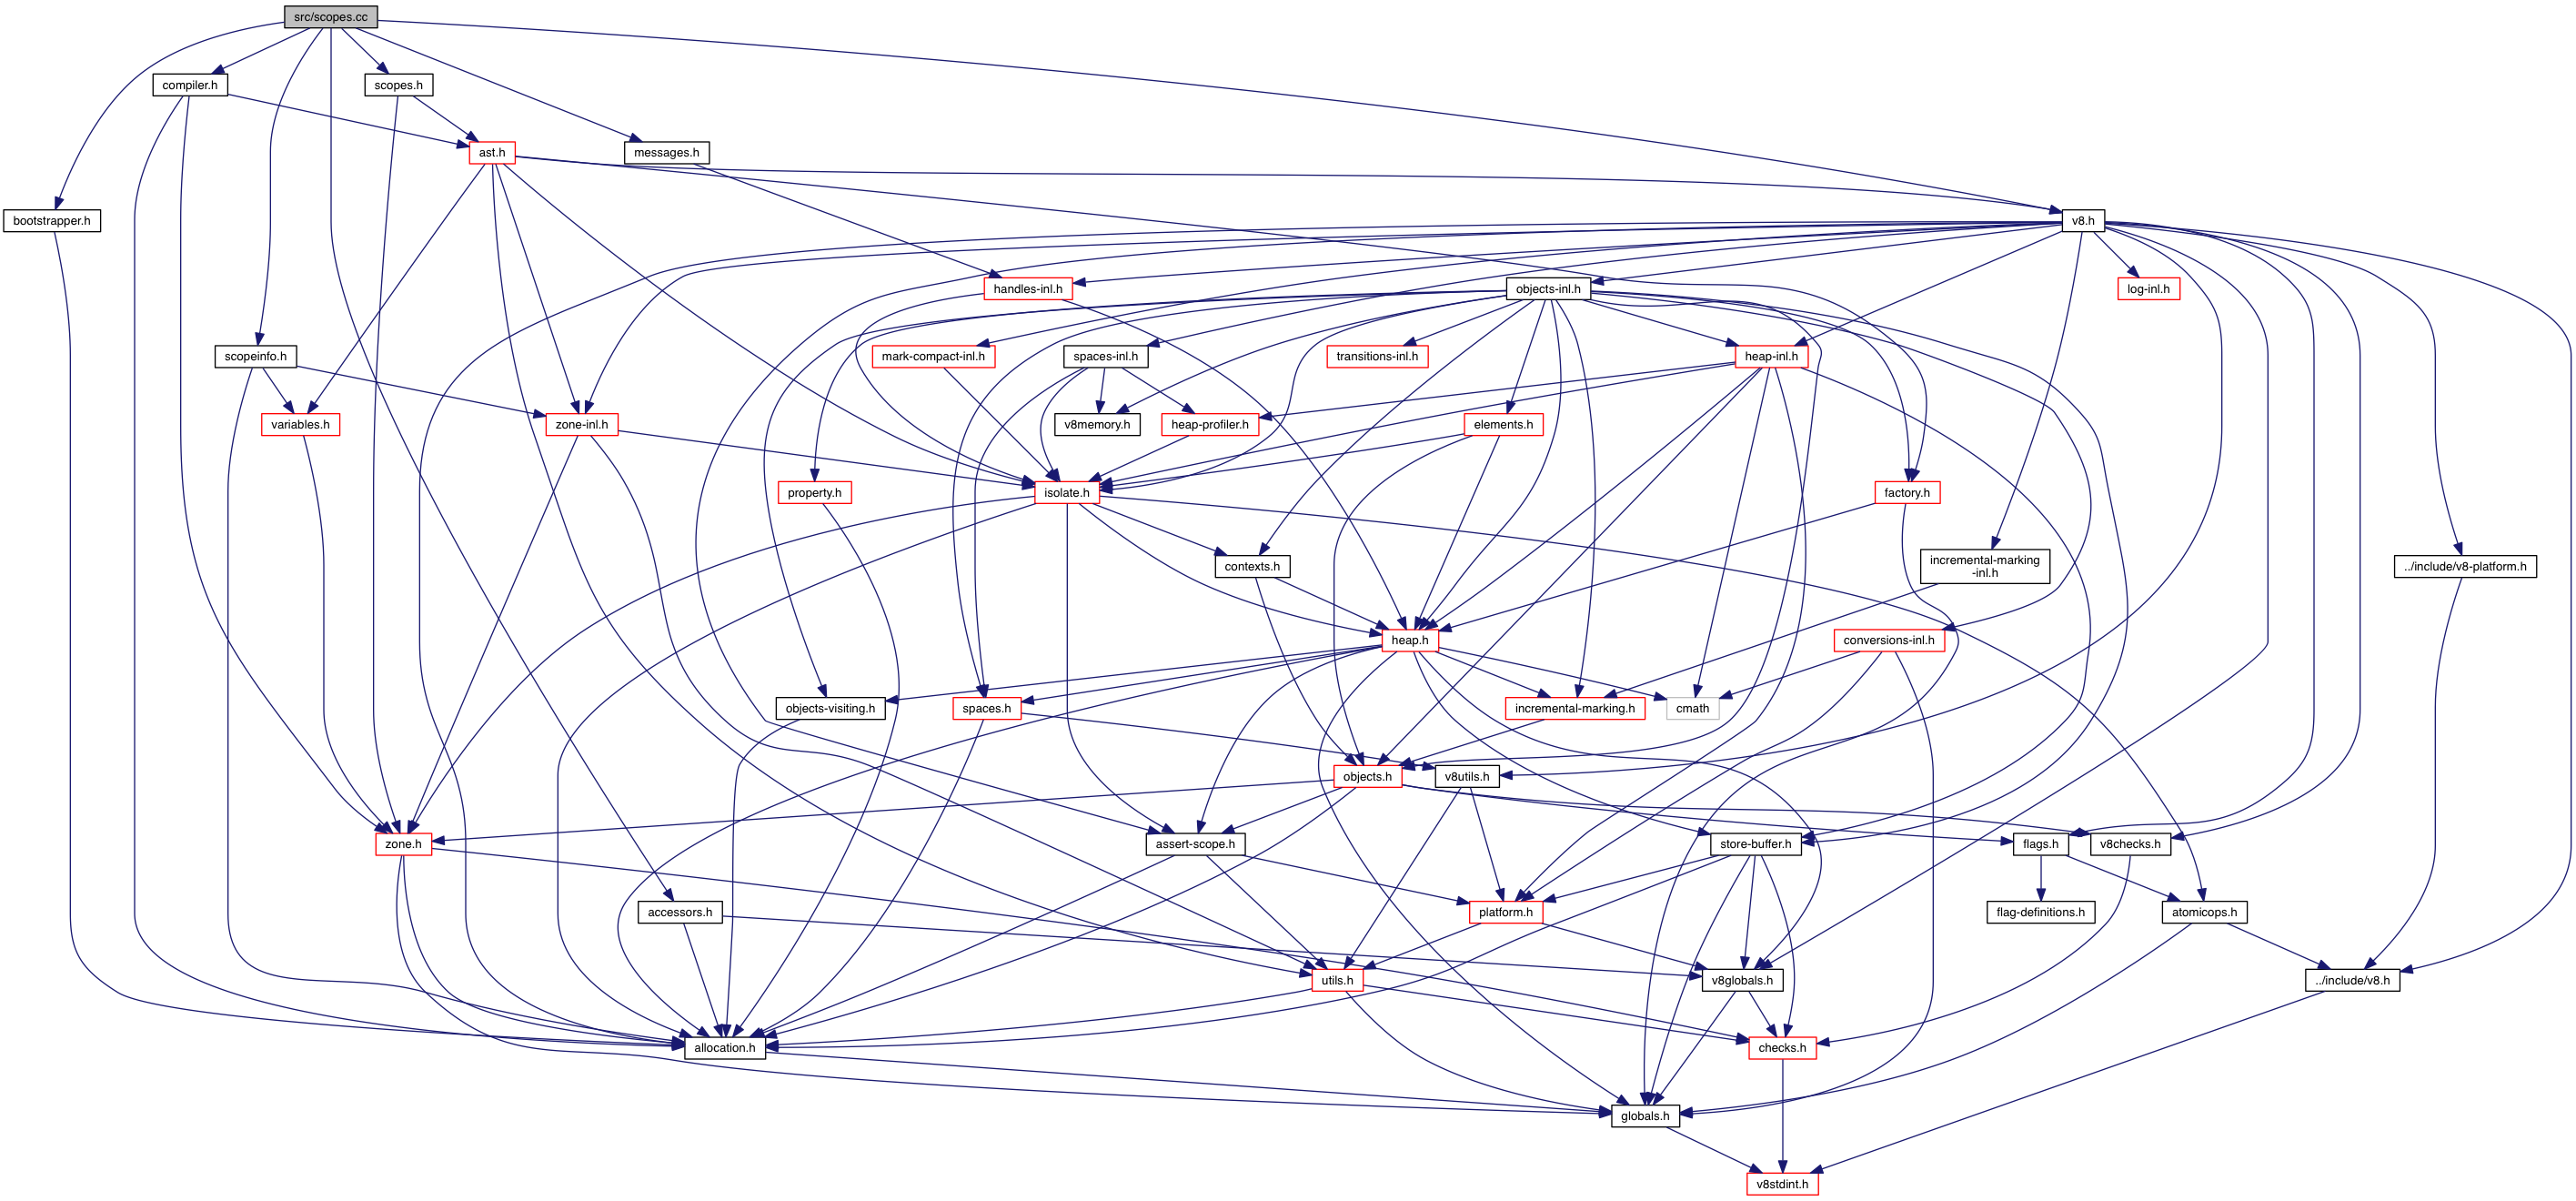 src/scopes.cc
compiler.h
scopes.h
ast.h
messages.h
bootstrapper.h
v8.h
handles-inl.h
objects-inl.h
log-inl.h
scopeinfo.h
mark-compact-inl.h
spaces-inl.h
transitions-inl.h
heap-inl.h
variables.h
zone-inl.h
v8memory.h
heap-profiler.h
elements.h
property.h
isolate.h
factory.h
contexts.h
incremental-marking
-inl.h
../include/v8-platform.h
heap.h
conversions-inl.h
objects-visiting.h
spaces.h
incremental-marking.h
cmath
objects.h
v8utils.h
zone.h
assert-scope.h
store-buffer.h
flags.h
v8checks.h
accessors.h
platform.h
flag-definitions.h
atomicops.h
utils.h
v8globals.h
../include/v8.h
allocation.h
checks.h
globals.h
v8stdint.h